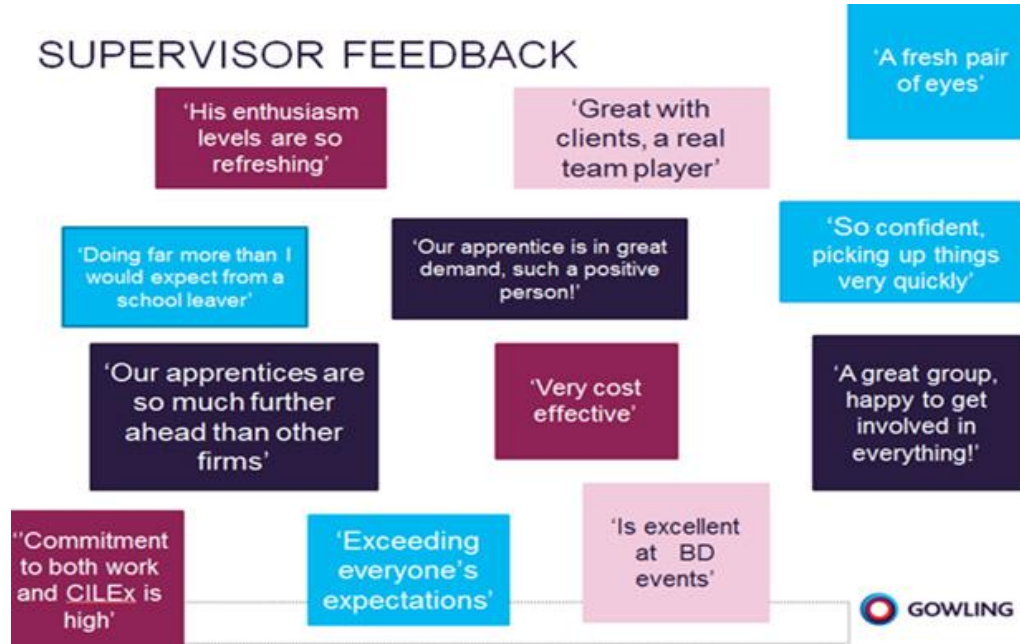 SUPERVISOR FEEDBACK
‘A fresh pair
of eyes’
‘His enthusiasm
levels are so
refreshing’
‘Great with
clients, a real
team player’
‘Doing far more than I
would expect from a
school leaver’
‘Our apprentice is in great
demand, such a positive
person!’
‘So confident,
picking up things
very quickly’
‘Our apprentices are
so much further
ahead than other
firms’
‘Very cost
effective’
‘A great group,
happy to get
involved in
everything!’
‘‘Commitment
to both work
and CILEx is
high’
‘Exceeding
everyone’s
expectations’
‘Is excellent
at BD
events’
GOWLING